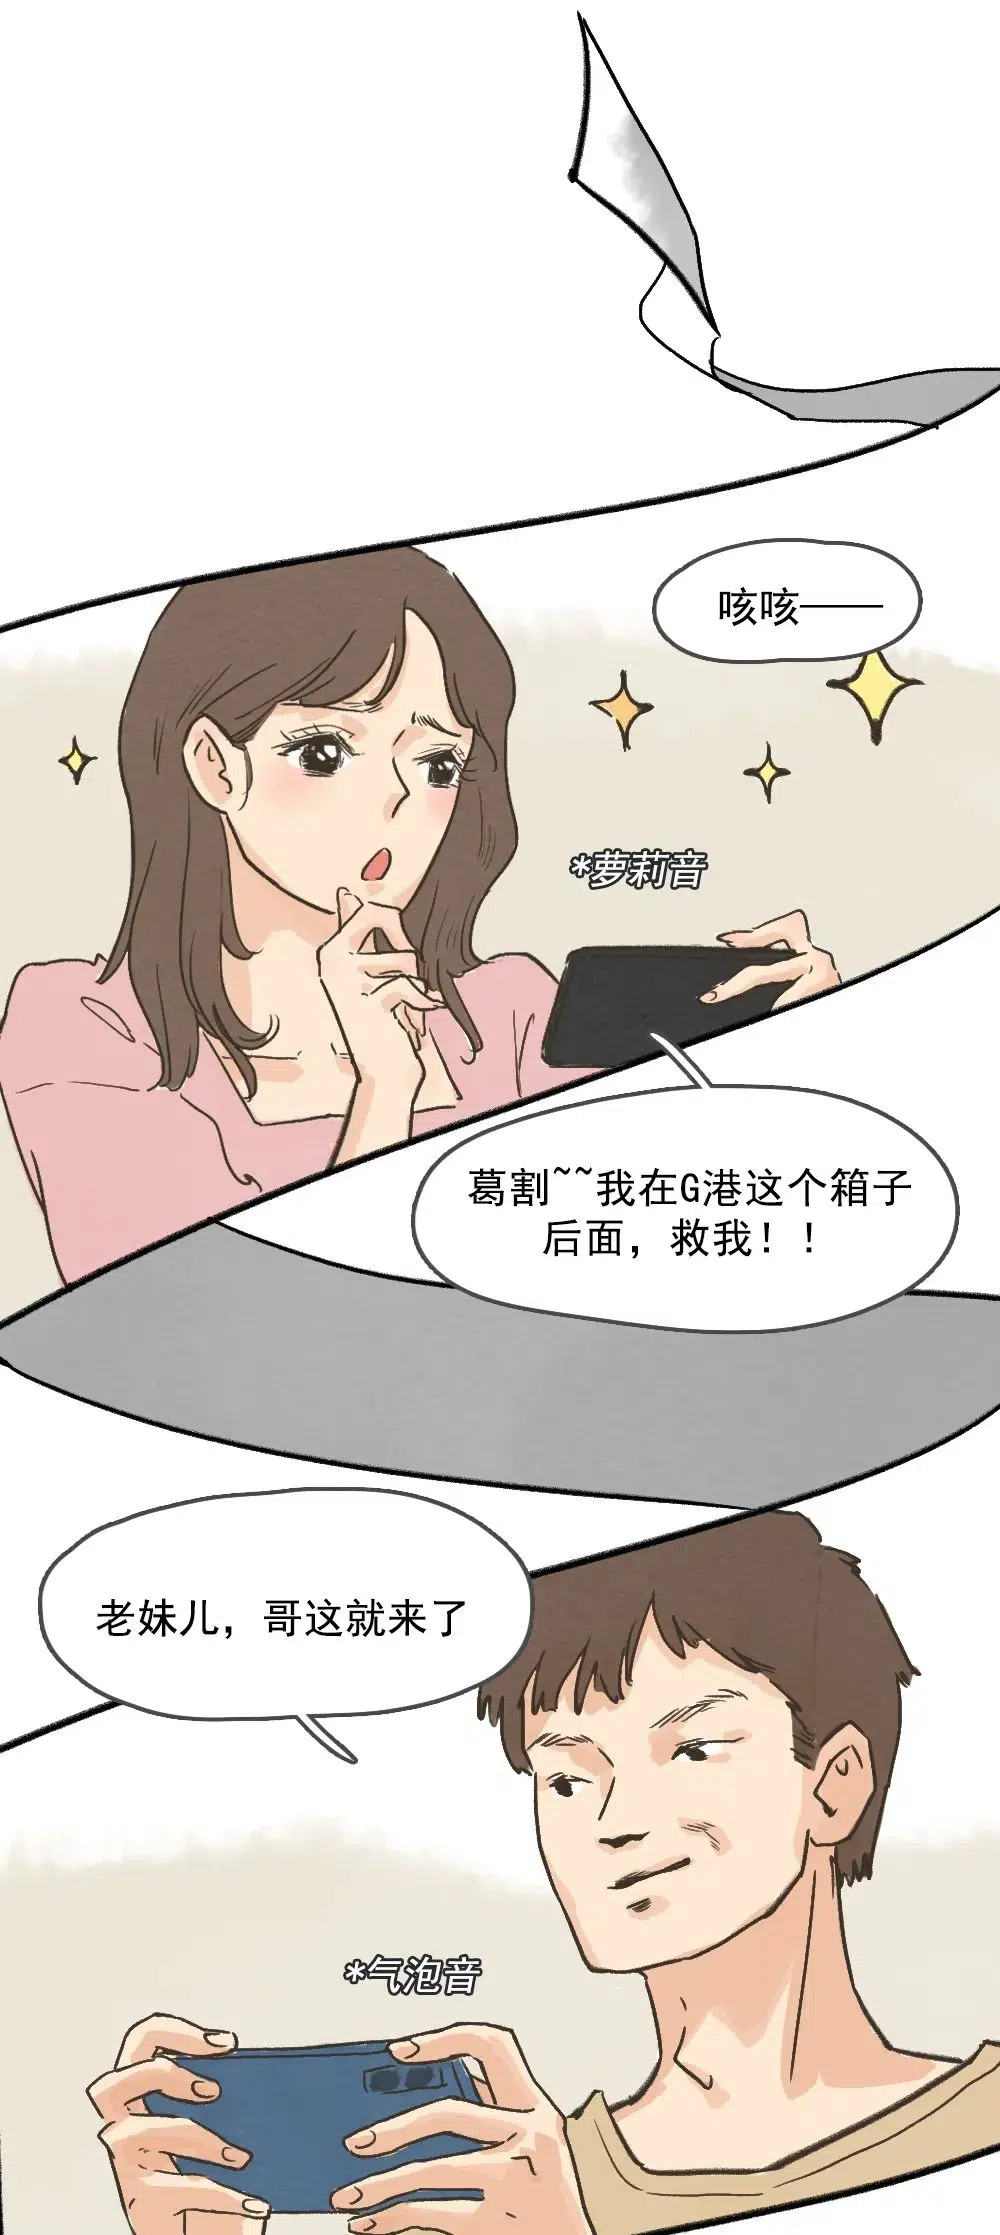 咳咳——
*萝莉音
葛割~~我在G港这个箱子
后面，救我！！
老妹儿，哥这就来了
*气泡音